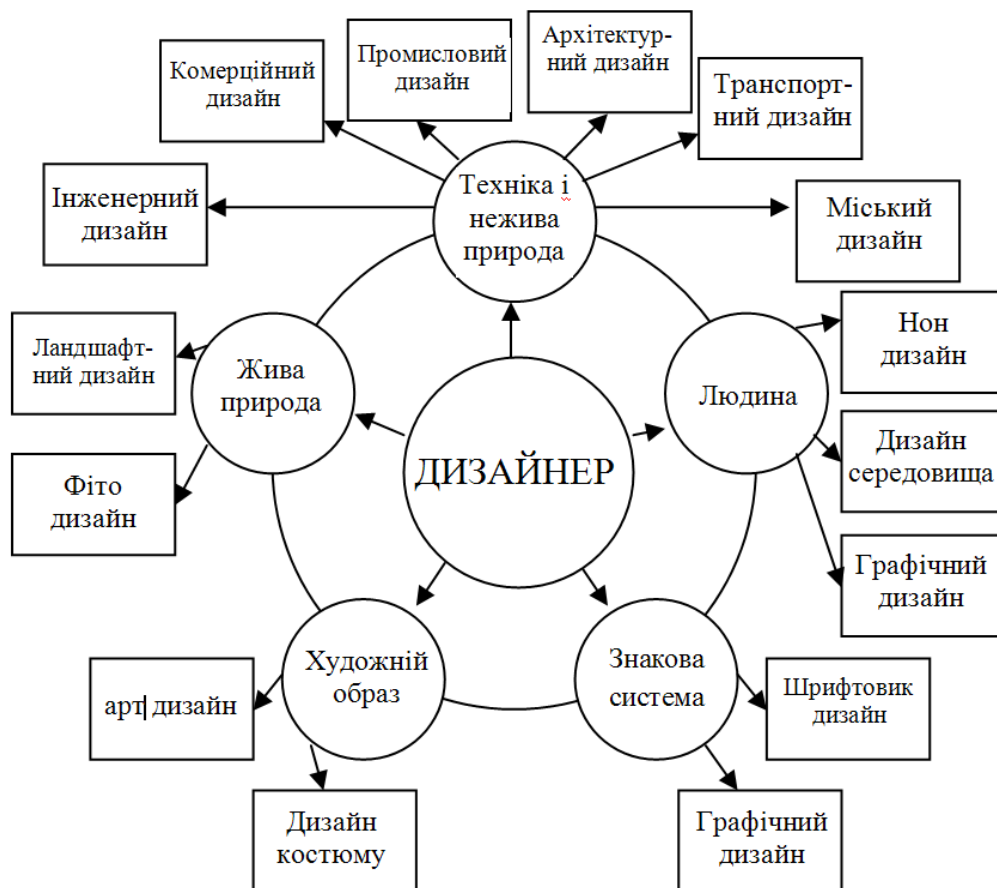 Комерційний
дизайн
Промисловий
дизайн
Архітектур-
ний дизайн
Транспорт-
ний дизайн
Інженерний
дизайн
Техніка і
нежива
природа
Міський
дизайн
Ландшафт-
ний дизайн
Жива
природа
Людина
Нон
дизайн
Фіто
дизайн
ДИЗАЙНЕР
Дизайн
середовища
Графічний
дизайн
арт дизайн
Художній
образ
Знакова
система
Шрифтовик
дизайн
Дизайн
костюму
Графічний
дизайн